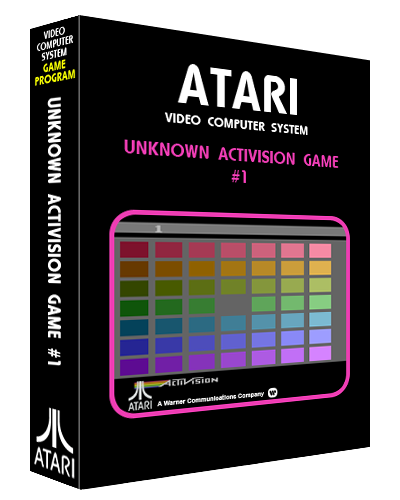 VIDEO
COMPUTER
SYSTEM
GAME
PROGRAM
UNKNOWN ACTIVISION GAME #1
ATARI
ATARI
VIDEO COMPUTER SYSTEM
UNKNOWN ACTIVISION GAME
#1
1
ACTIVISION
ATARI
A Warner Communications Company